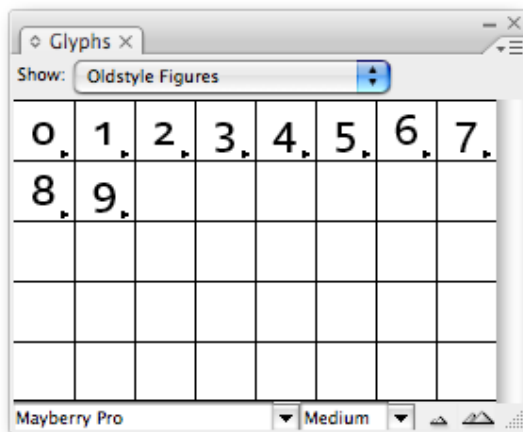 Glyphs
Show: Oldstyle Figures
0 1 2 3 4 5 6 7
8 9
Mayberry Pro Medium